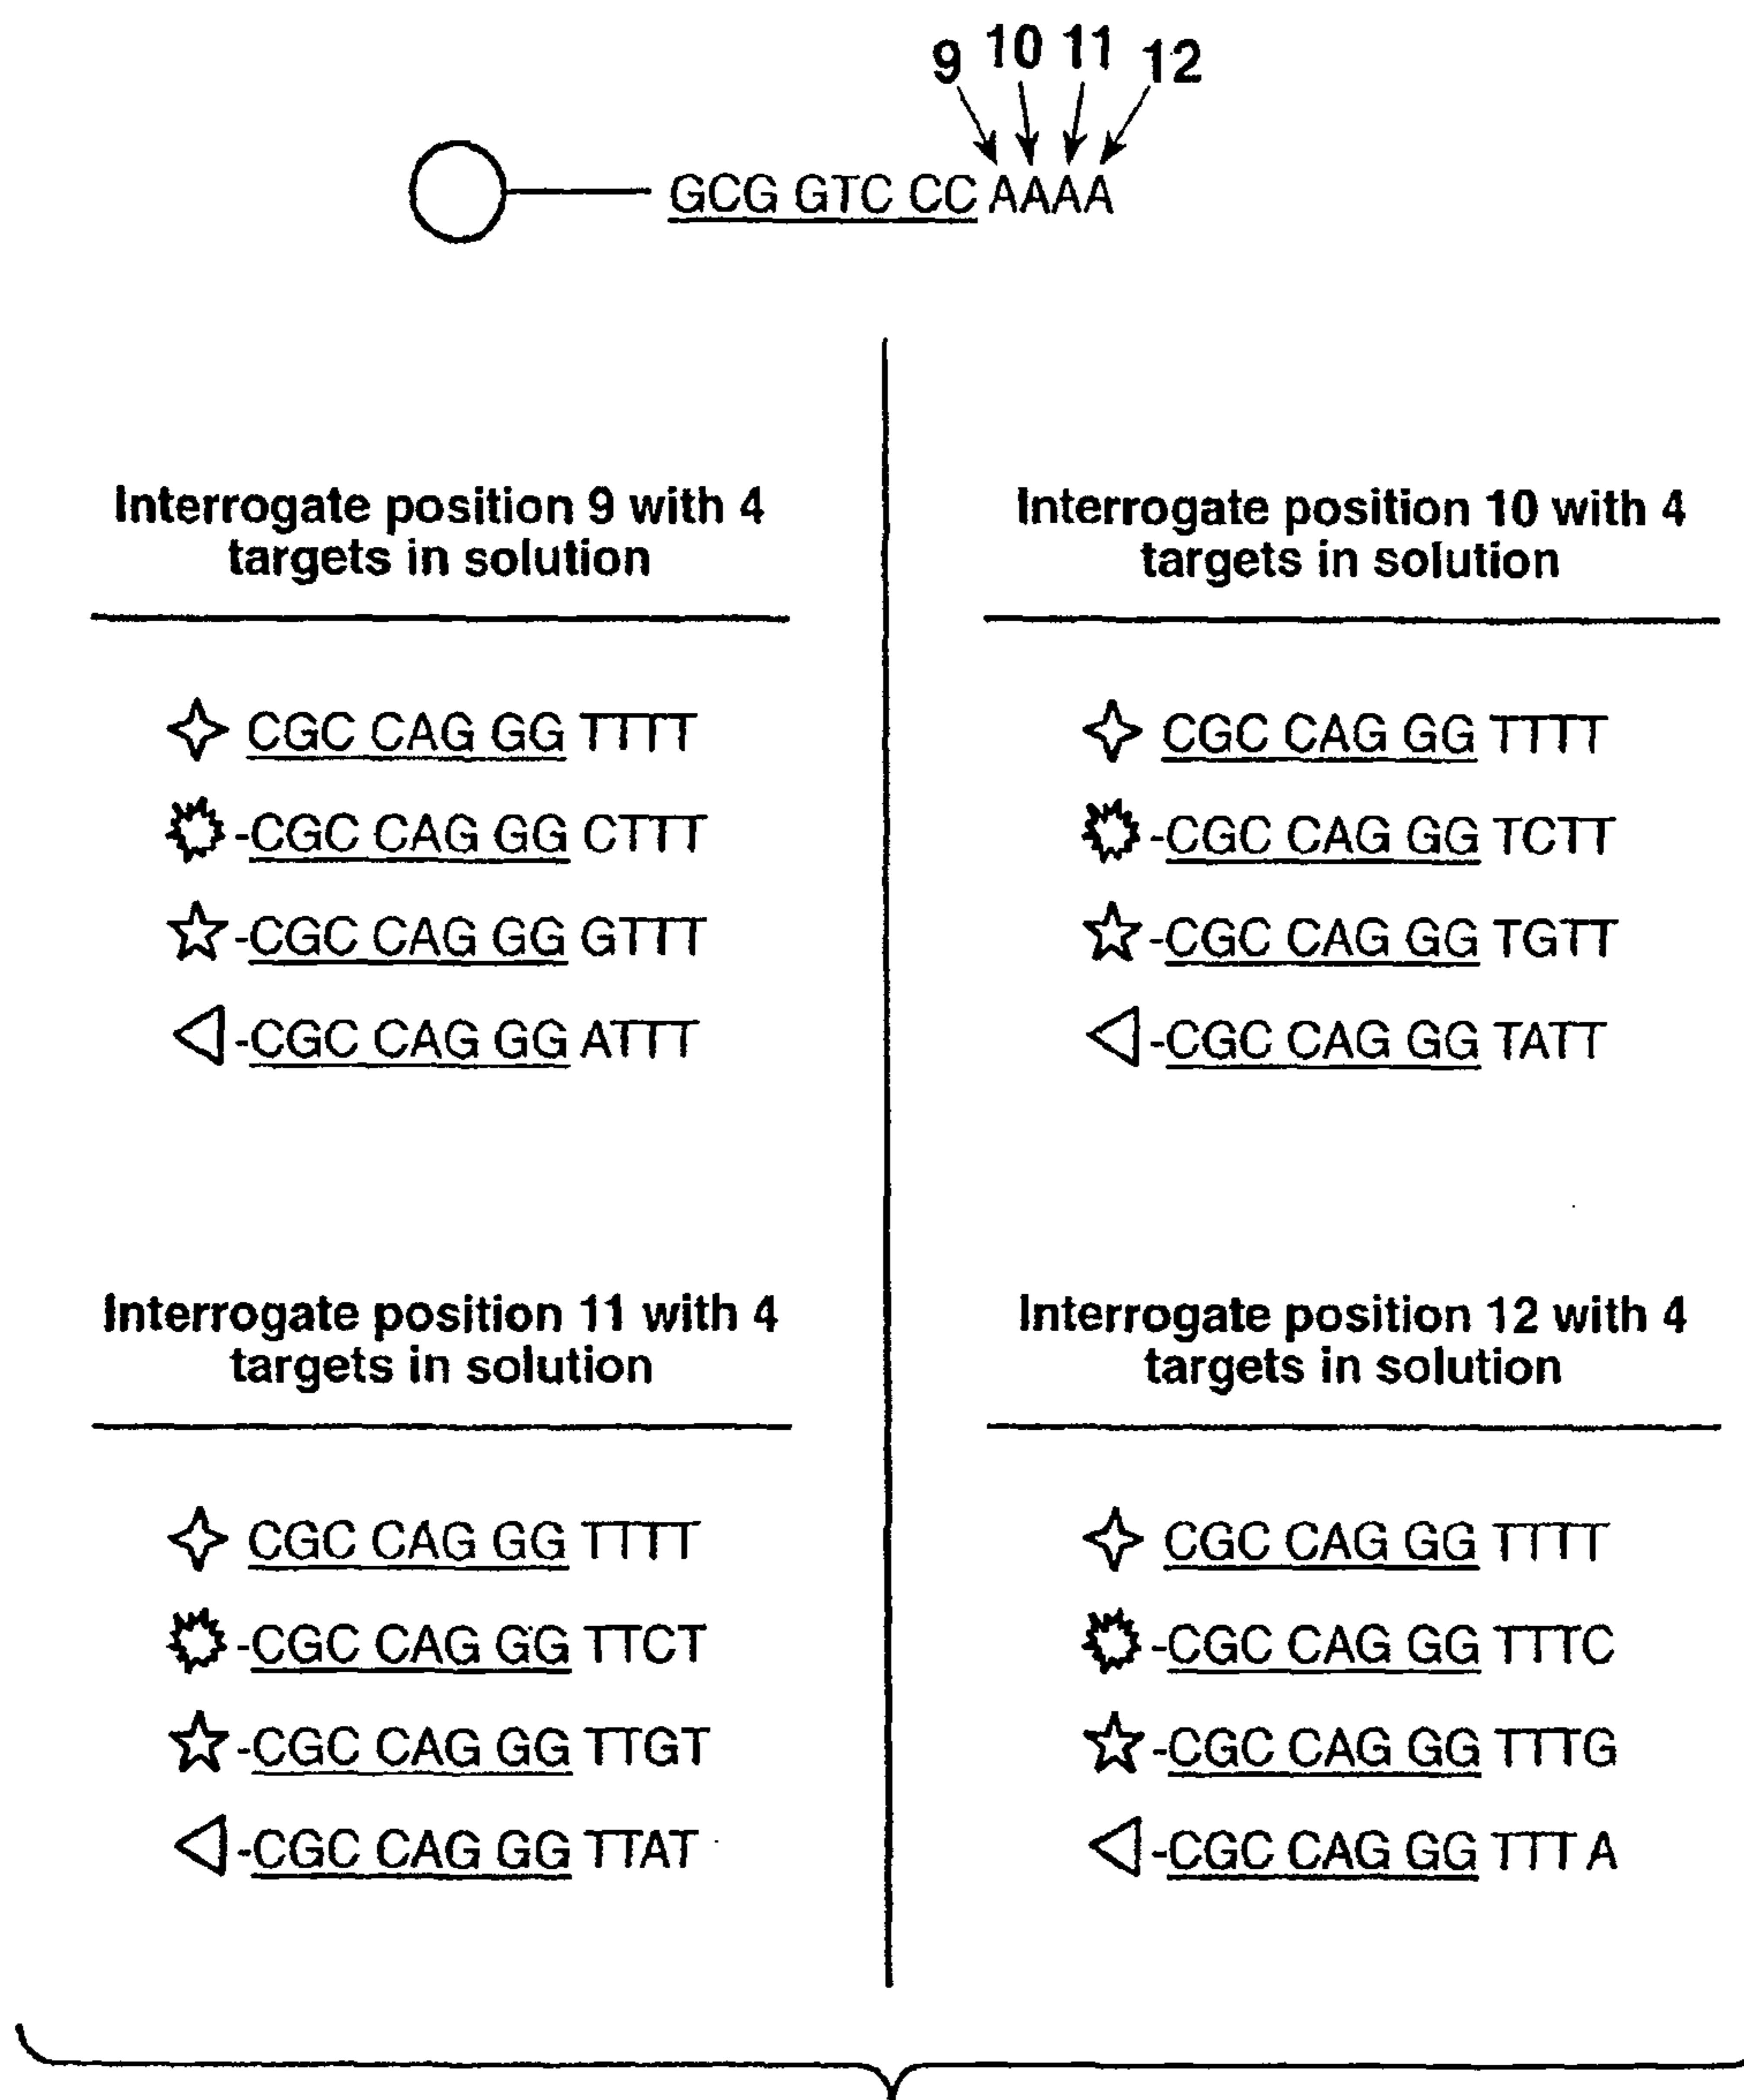 9 10 11 12
GCG GTC CC AAAA
Interrogate position 9 with 4
targets in solution
CGC CAG GG TTTT
-CGC CAG GG CTTT
-CGC CAG GG GTTT
-CGC CAG GG ATTT
Interrogate position 10 with 4
targets in solution
CGC CAG GG TTTT
-CGC CAG GG TCTT
-CGC CAG GG TGTT
-CGC CAG GG TATT
Interrogate position 11 with 4
targets in solution
CGC CAG GG TTTT
-CGC CAG GG TTCT
-CGC CAG GG TTGT
-CGC CAG GG TTAT
Interrogate position 12 with 4
targets in solution
CGC CAG GG TTTT
-CGC CAG GG TTTC
-CGC CAG GG TTTG
-CGC CAG GG TTT A